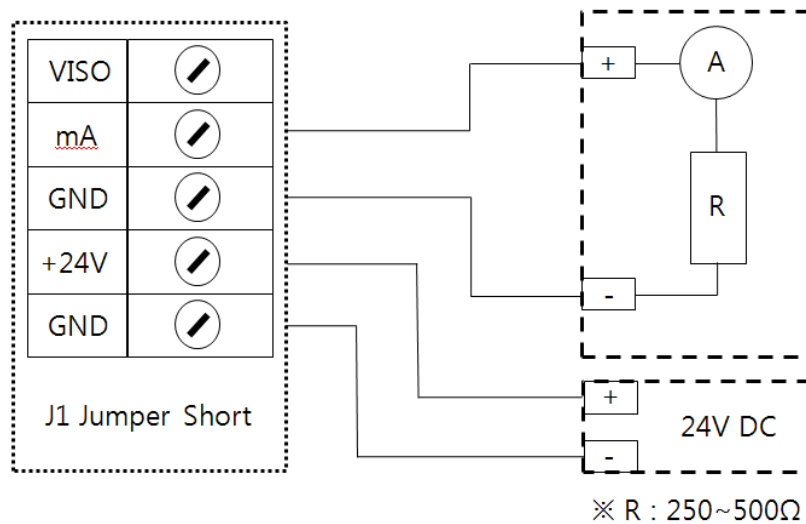 VISO
mA
GND
+24V
GND
J1 Jumper Short
+
A
R
-
+
24V DC
-
※ R : 250~500Ω